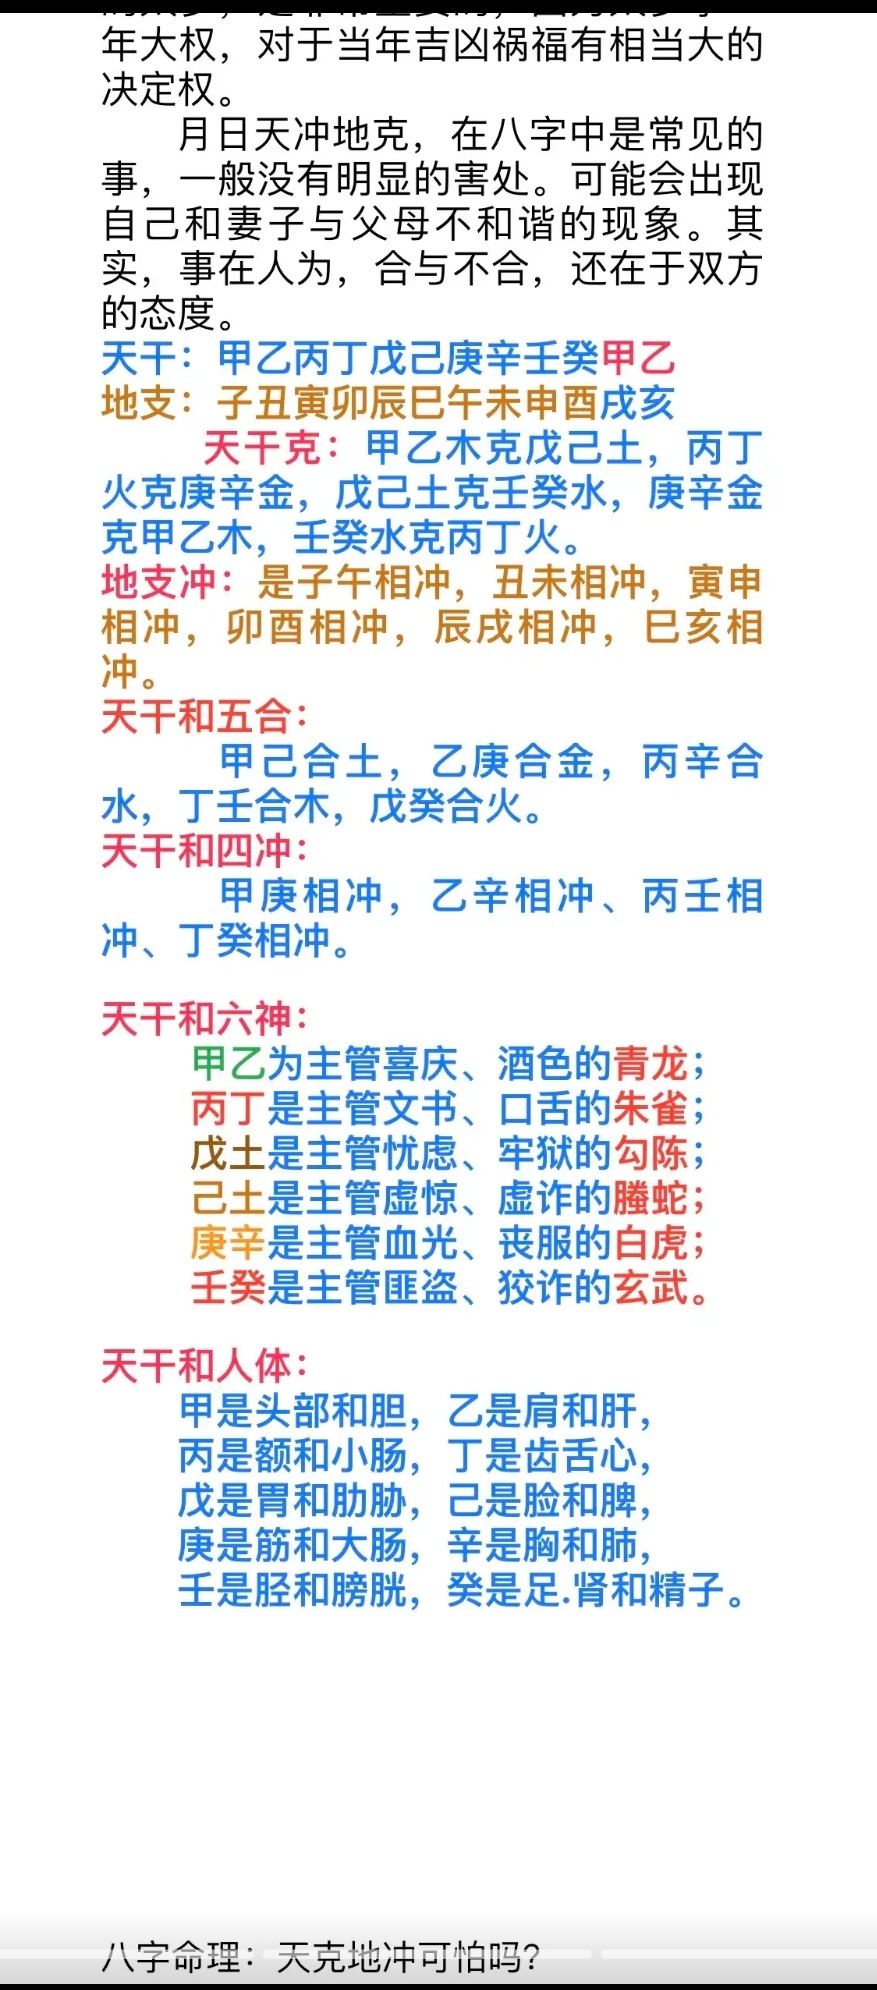 年大权，对于当年吉凶祸福有相当大的
决定权。
月日天冲地克，在八字中是常见的
事，一般没有明显的害处。可能会出现
自己和妻子与父母不和谐的现象。其
实，事在人为，合与不合，还在于双方
的态度。
天干：甲乙丙丁戊己庚辛壬癸甲乙
地支：子丑寅卯辰巳午未申酉戌亥
天干克：甲乙木克戊己土，丙丁
火克庚辛金，戊己土克壬癸水，庚辛金
克甲乙木，壬癸水克丙丁火。
地支冲：是子午相冲，丑未相冲，寅申
相冲，卯酉相冲，辰戌相冲，巳亥相
冲。
天干和五合：
甲己合土，乙庚合金，丙辛合
水，丁壬合木，戊癸合火。
天干和四冲：
甲庚相冲，乙辛相冲、丙壬相
冲、丁癸相冲。
天干和六神：
甲乙为主管喜庆、酒色的青龙；
丙丁是主管文书、口舌的朱雀；
戊土是主管忧虑、牢狱的勾陈；
己土是主管虚惊、虚诈的螣蛇；
庚辛是主管血光、丧服的白虎；
壬癸是主管匪盗、狡诈的玄武。
天干和人体：
甲是头部和胆，乙是肩和肝，
丙是额和小肠，丁是齿舌心，
戊是胃和肋胁，己是脸和脾，
庚是筋和大肠，辛是胸和肺，
壬是胫和膀胱，癸是足.肾和精子。
八字命理：天克地冲可怕吗？